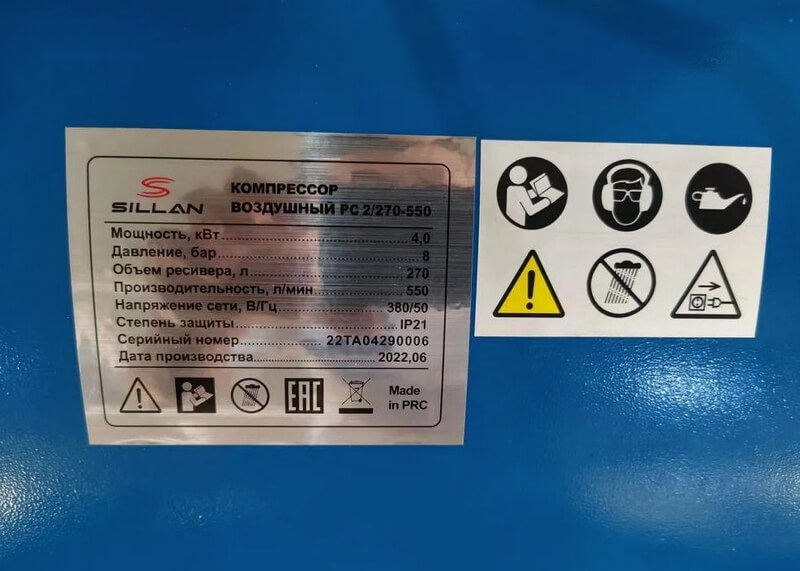 SILLAN
КОМПРЕССОР
ВОЗДУШНЫЙ PC 2/270-550
Мощность, кВт 4,0
Давление, бар 8
Объем ресивера, л 270
Производительность, л/мин 550
Напряжение сети, В/Гц 380/50
Степень защиты IP21
Серийный номер 22TA04290006
Дата производства 2022,06
EAC
Made
in PRC